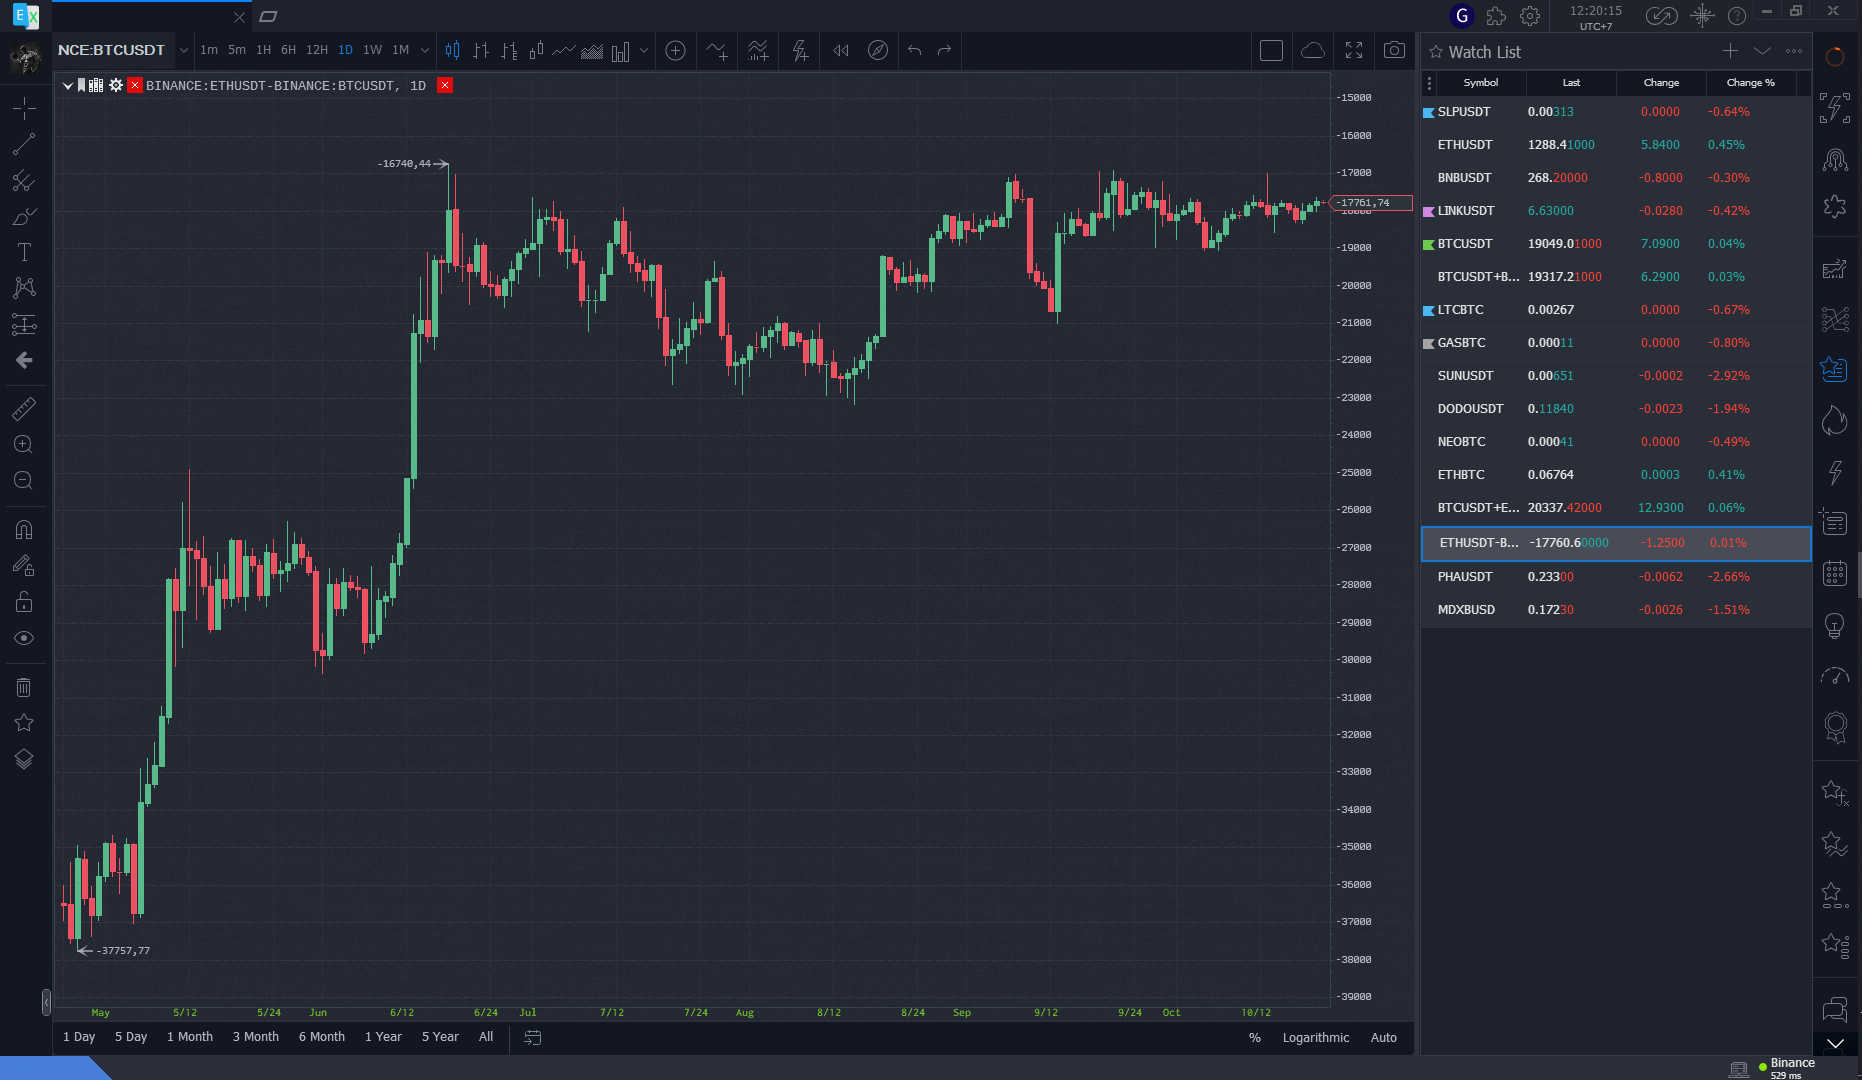 EX
G
12:20:15
UTC+7
NCE:BTCUSDT
1m 5m 1H 6H 12H 1D 1W 1M
BINANCE:ETHUSDT-BINANCE:BTCUSDT, 1D
-16740,44
-37757,77
-15000
-16000
-17000
-17761,74
-18000
-19000
-20000
-21000
-22000
-23000
-24000
-25000
-26000
-27000
-28000
-29000
-30000
-31000
-32000
-33000
-34000
-35000
-36000
-37000
-38000
-39000
May 5/12 5/24 Jun 6/12 6/24 Jul 7/12 7/24 Aug 8/12 8/24 Sep 9/12 9/24 Oct 10/12
1 Day 5 Day 1 Month 3 Month 6 Month 1 Year 5 Year All
% Logarithmic Auto
Watch List
Symbol Last Change Change %
SLPUSDT 0.00313 0.0000 -0.64%
ETHUSDT 1288.41000 5.8400 0.45%
BNBUSDT 268.20000 -0.8000 -0.30%
LINKUSDT 6.63000 -0.0280 -0.42%
BTCUSDT 19049.01000 7.0900 0.04%
BTCUSDT+B... 19317.21000 6.2900 0.03%
LTCBTC 0.00267 0.0000 -0.67%
GASBTC 0.00011 0.0000 -0.80%
SUNUSDT 0.00651 -0.0002 -2.92%
DODOUSDT 0.11840 -0.0023 -1.94%
NEOBTC 0.00041 0.0000 -0.49%
ETHBTC 0.06764 0.0003 0.41%
BTCUSDT+E... 20337.42000 12.9300 0.06%
ETHUSDT-B... -17760.60000 -1.2500 0.01%
PHAUSDT 0.23300 -0.0062 -2.66%
MDXBUSD 0.17230 -0.0026 -1.51%
Binance
529 ms